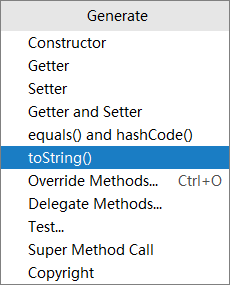 Generate
Constructor
Getter
Setter
Getter and Setter
equals() and hashCode()
toString()
Override Methods... Ctrl+O
Delegate Methods...
Test...
Super Method Call
Copyright